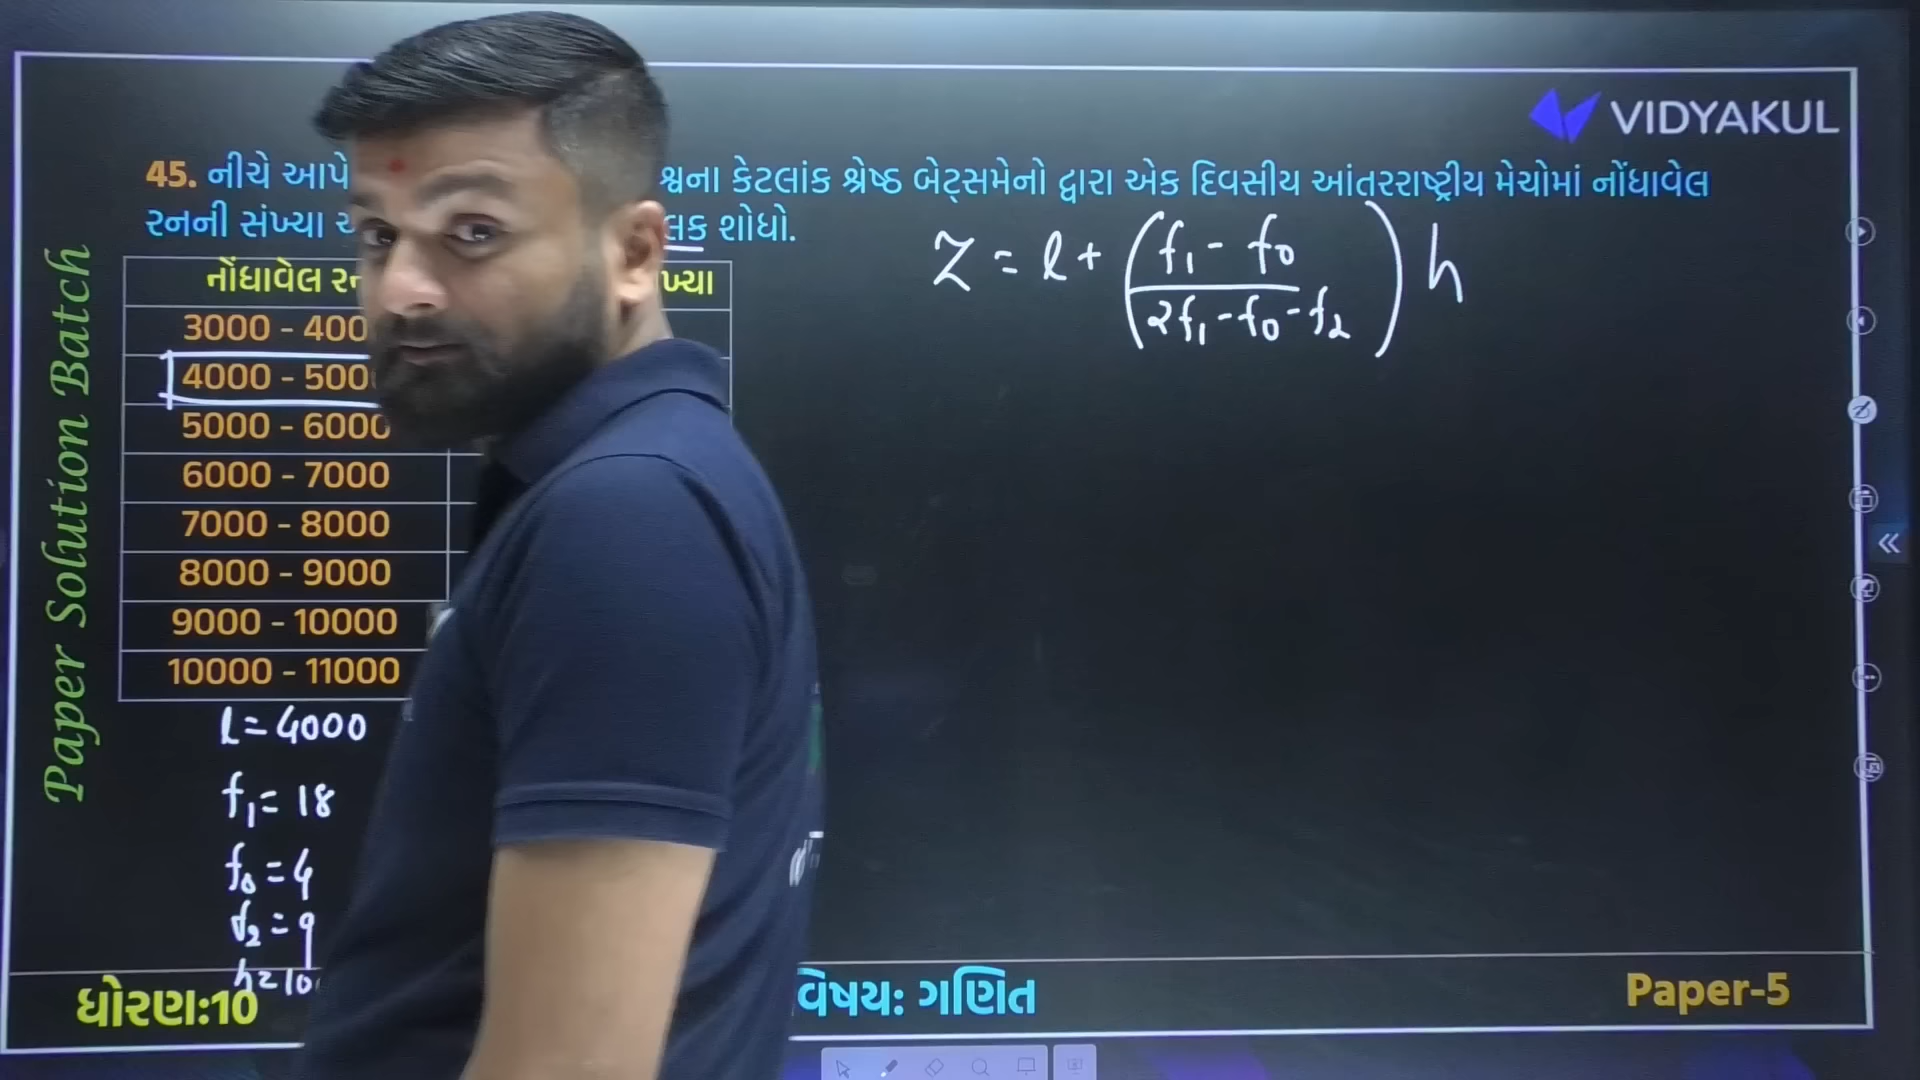 VIDYAKUL
45. નીચે શ્વના કેટલાંક શ્રેષ્ઠ બેટ્સમેનો દ્વારા એક દિવસીય આંતરરાષ્ટ્રીય મેચોમાં નોંધાવેલ
રનની સંખ્યા શોધો.
Z = l + (f₁ - f₀ / 2f₁ - f₀ - f₂) h
નોંધાવેલ
3000 - 400
4000 - 500
5000 - 6000
6000 - 7000
7000 - 8000
8000 - 9000
9000 - 10000
10000 - 11000
l = 4000
f₁ = 18
f₀ = 4
f₂ = 9
h = 10
Paper Solution Batch
ધોરણ:10
વિષય: ગણિત
Paper-5